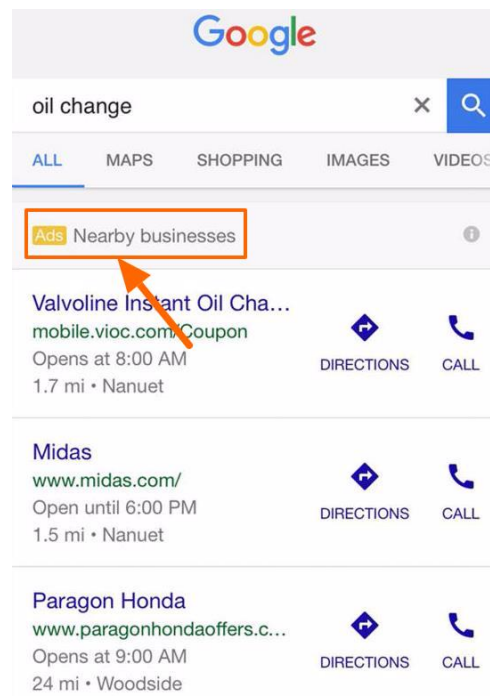 Google
oil change
ALL MAPS SHOPPING IMAGES VIDEOS
Ads Nearby businesses
Valvoline Instant Oil Cha...
mobile.vioc.com/Coupon
Opens at 8:00 AM
1.7 mi • Nanuet
DIRECTIONS
CALL
Midas
www.midas.com/
Open until 6:00 PM
1.5 mi • Nanuet
DIRECTIONS
CALL
Paragon Honda
www.paragonhondaoffers.c...
Opens at 9:00 AM
24 mi • Woodside
DIRECTIONS
CALL